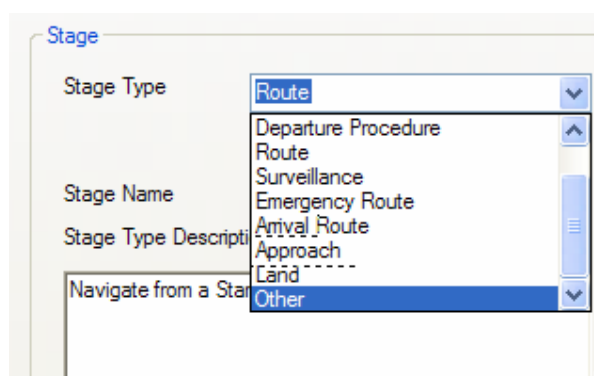 Stage
Stage Type
Route
Departure Procedure
Route
Surveillance
Stage Name
Emergency Route
Arrival Route
Stage Type Descripti
Approach
Land
Navigate from a Star
Other